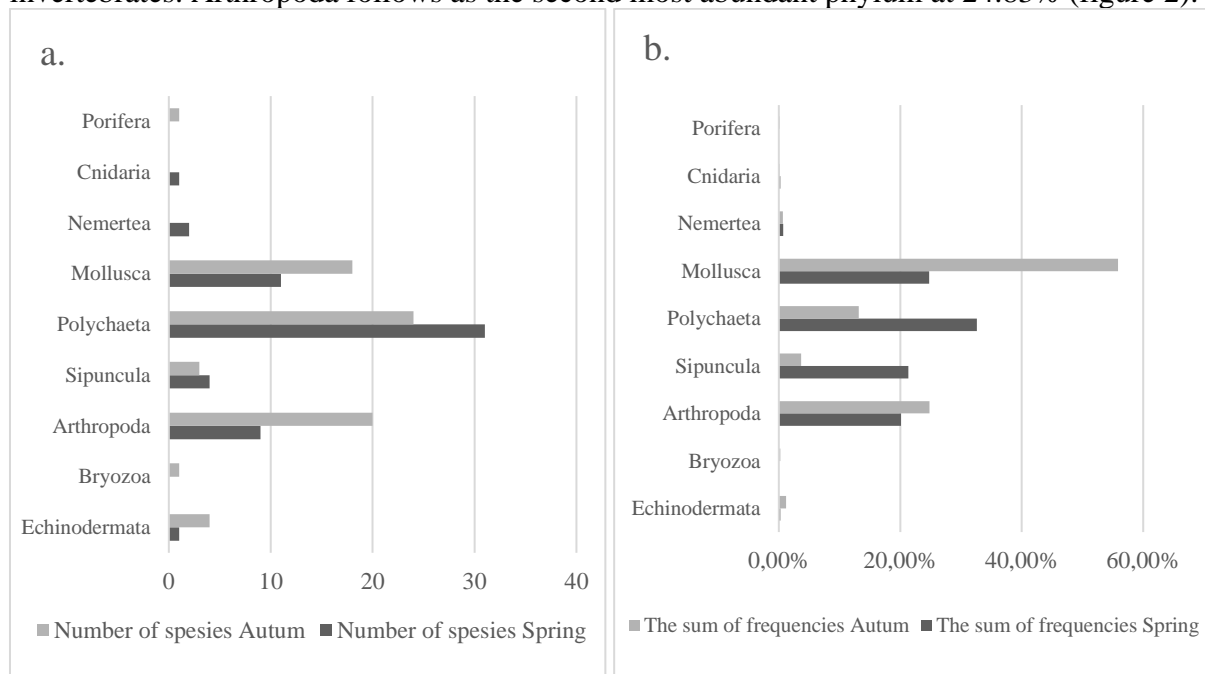 invertebrates. Arthropoda follows as the second most abundant phylum at 24.83% (figure 2).
a.
Porifera
Cnidaria
Nemertea
Mollusca
Polychaeta
Sipuncula
Arthropoda
Bryozoa
Echinodermata
0 10 20 30 40
Number of spesies Autum Number of spesies Spring
b.
Porifera
Cnidaria
Nemertea
Mollusca
Polychaeta
Sipuncula
Arthropoda
Bryozoa
Echinodermata
0,00% 20,00% 40,00% 60,00%
The sum of frequencies Autum The sum of frequencies Spring